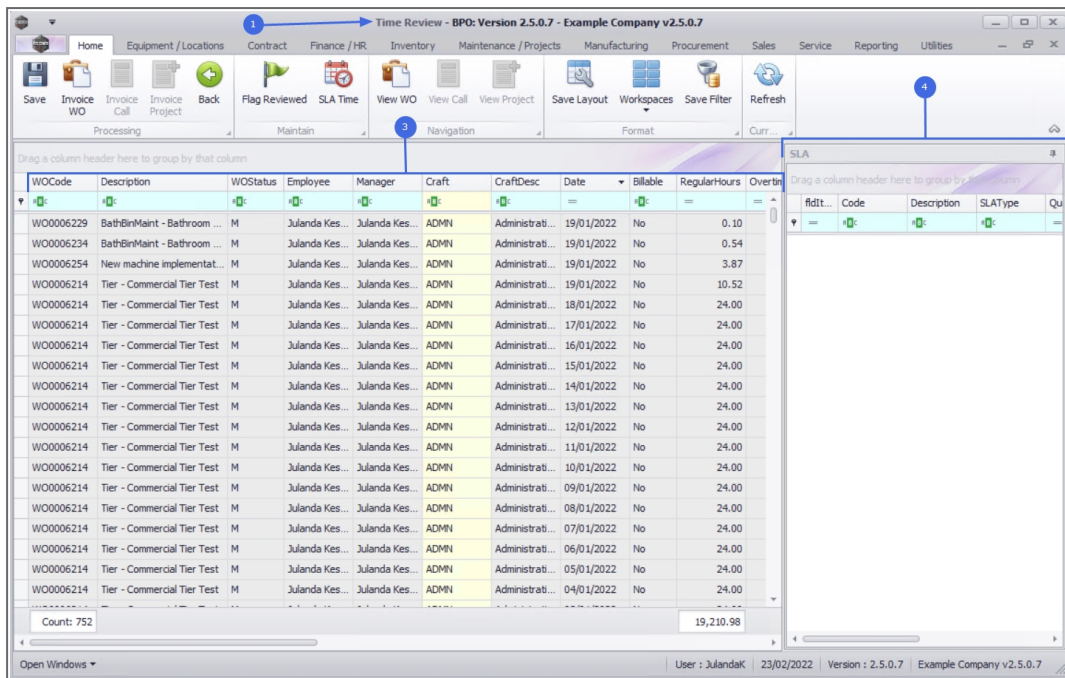 1
Time Review - BPO: Version 2.5.0.7 - Example Company v2.5.0.7
Home Equipment / Locations Contract Finance / HR Inventory Maintenance / Projects Manufacturing Procurement Sales Service Reporting Utilities
4
Save Invoice WO Invoice Call Invoice Project Back Flag Reviewed SLA Time View WO View Call View Project Save Layout Workspaces Save Filter Refresh
Processing Maintain 3 Navigation Format Curr...
Drag a column header here to group by that column
SLA
Drag a column header here to group by that column
WOCode Description WOStatus Employee Manager Craft CraftDesc Date Billable RegularHours Overtin
fldIt... Code Description SLAType Qu
WO0006229 BathBinMaint - Bathroom ... M Julanda Kes... Julanda Kes... ADMN Administrati... 19/01/2022 No 0.10
WO0006234 BathBinMaint - Bathroom ... M Julanda Kes... Julanda Kes... ADMN Administrati... 19/01/2022 No 0.54
WO0006254 New machine implementat... M Julanda Kes... Julanda Kes... ADMN Administrati... 19/01/2022 No 3.87
WO0006214 Tier - Commercial Tier Test M Julanda Kes... Julanda Kes... ADMN Administrati... 19/01/2022 No 10.52
WO0006214 Tier - Commercial Tier Test M Julanda Kes... Julanda Kes... ADMN Administrati... 18/01/2022 No 24.00
WO0006214 Tier - Commercial Tier Test M Julanda Kes... Julanda Kes... ADMN Administrati... 17/01/2022 No 24.00
WO0006214 Tier - Commercial Tier Test M Julanda Kes... Julanda Kes... ADMN Administrati... 16/01/2022 No 24.00
WO0006214 Tier - Commercial Tier Test M Julanda Kes... Julanda Kes... ADMN Administrati... 15/01/2022 No 24.00
WO0006214 Tier - Commercial Tier Test M Julanda Kes... Julanda Kes... ADMN Administrati... 14/01/2022 No 24.00
WO0006214 Tier - Commercial Tier Test M Julanda Kes... Julanda Kes... ADMN Administrati... 13/01/2022 No 24.00
WO0006214 Tier - Commercial Tier Test M Julanda Kes... Julanda Kes... ADMN Administrati... 12/01/2022 No 24.00
WO0006214 Tier - Commercial Tier Test M Julanda Kes... Julanda Kes... ADMN Administrati... 11/01/2022 No 24.00
WO0006214 Tier - Commercial Tier Test M Julanda Kes... Julanda Kes... ADMN Administrati... 10/01/2022 No 24.00
WO0006214 Tier - Commercial Tier Test M Julanda Kes... Julanda Kes... ADMN Administrati... 09/01/2022 No 24.00
WO0006214 Tier - Commercial Tier Test M Julanda Kes... Julanda Kes... ADMN Administrati... 08/01/2022 No 24.00
WO0006214 Tier - Commercial Tier Test M Julanda Kes... Julanda Kes... ADMN Administrati... 07/01/2022 No 24.00
WO0006214 Tier - Commercial Tier Test M Julanda Kes... Julanda Kes... ADMN Administrati... 06/01/2022 No 24.00
WO0006214 Tier - Commercial Tier Test M Julanda Kes... Julanda Kes... ADMN Administrati... 05/01/2022 No 24.00
WO0006214 Tier - Commercial Tier Test M Julanda Kes... Julanda Kes... ADMN Administrati... 04/01/2022 No 24.00
Count: 752 19,210.98
Open Windows User : JulandaK 23/02/2022 Version : 2.5.0.7 Example Company v2.5.0.7